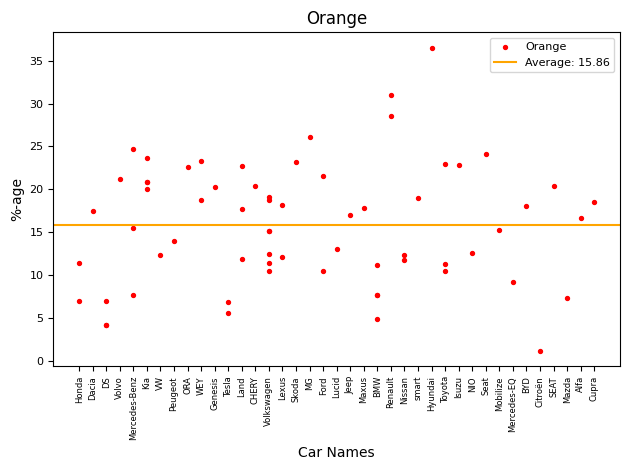 Orange
Orange
Average: 15.86
%-age
35
30
25
20
15
10
5
0
Honda
Dacia
DS
Volvo
Mercedes-Benz
Kia
VW
Peugeot
ORA
WEY
Genesis
Tesla
Land
CHERY
Volkswagen
Lexus
Skoda
MG
Ford
Lucid
Jeep
Maxus
BMW
Renault
Nissan
smart
Hyundai
Toyota
Isuzu
NIO
Seat
Mobilize
Mercedes-EQ
BYD
Citroën
SEAT
Mazda
Alfa
Cupra
Car Names